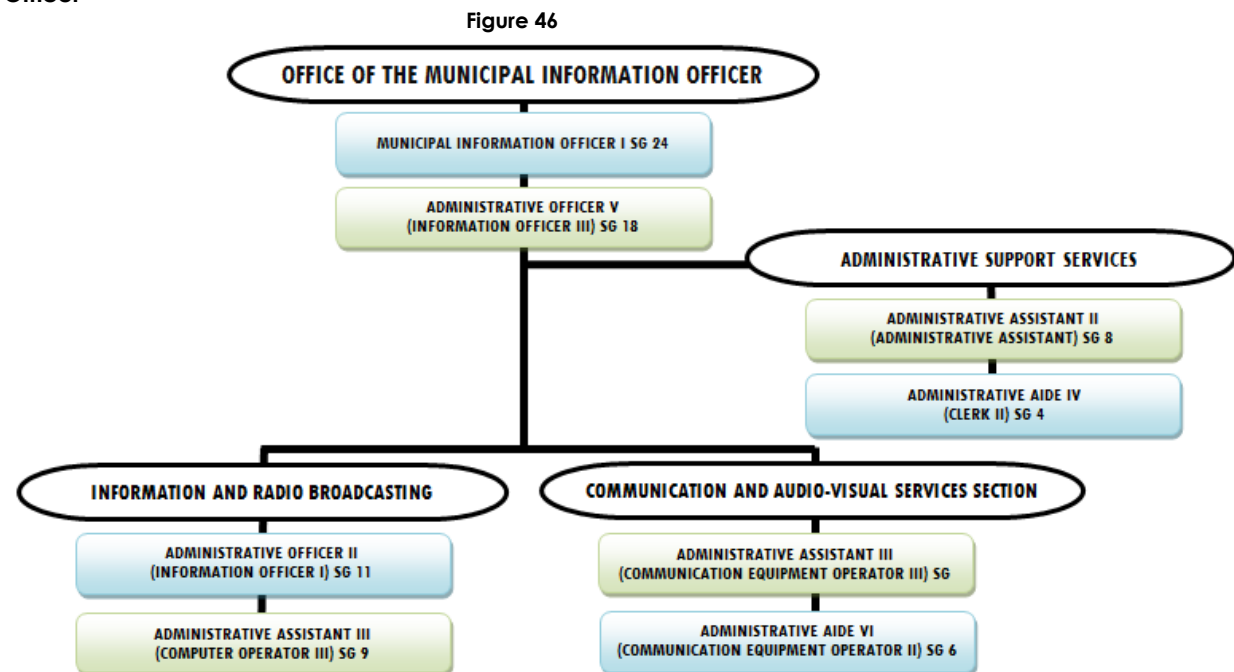 Figure 46
OFFICE OF THE MUNICIPAL INFORMATION OFFICER
MUNICIPAL INFORMATION OFFICER I SG 24
ADMINISTRATIVE OFFICER V
(INFORMATION OFFICER III) SG 18
ADMINISTRATIVE SUPPORT SERVICES
ADMINISTRATIVE ASSISTANT II
(ADMINISTRATIVE ASSISTANT) SG 8
ADMINISTRATIVE AIDE IV
(CLERK II) SG 4
INFORMATION AND RADIO BROADCASTING
ADMINISTRATIVE OFFICER II
(INFORMATION OFFICER I) SG 11
ADMINISTRATIVE ASSISTANT III
(COMPUTER OPERATOR III) SG 9
COMMUNICATION AND AUDIO-VISUAL SERVICES SECTION
ADMINISTRATIVE ASSISTANT III
(COMMUNICATION EQUIPMENT OPERATOR III) SG
ADMINISTRATIVE AIDE VI
(COMMUNICATION EQUIPMENT OPERATOR II) SG 6